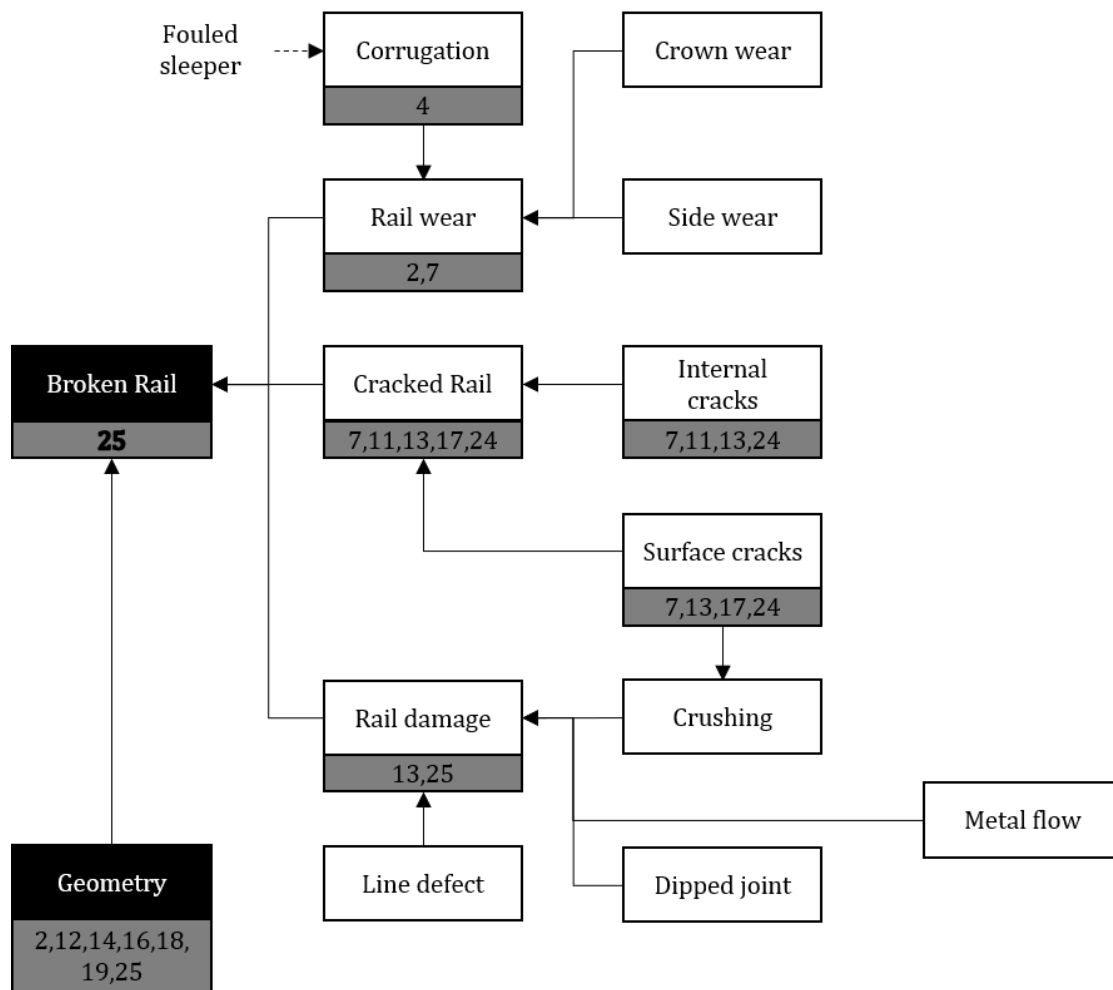 Fouled
sleeper
Corrugation
4
Crown wear
Rail wear
2,7
Side wear
Broken Rail
25
Cracked Rail
7,11,13,17,24
Internal
cracks
7,11,13,24
Surface cracks
7,13,17,24
Rail damage
13,25
Crushing
Metal flow
Geometry
2,12,14,16,18,
19,25
Line defect
Dipped joint